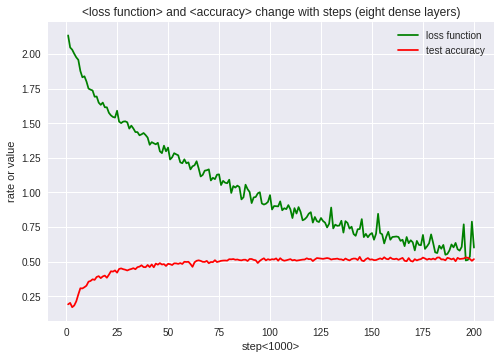 <loss function> and <accuracy> change with steps (eight dense layers)
loss function
test accuracy
2.00
1.75
1.50
1.25
1.00
0.75
0.50
0.25
rate or value
0 25 50 75 100 125 150 175 200
step<1000>